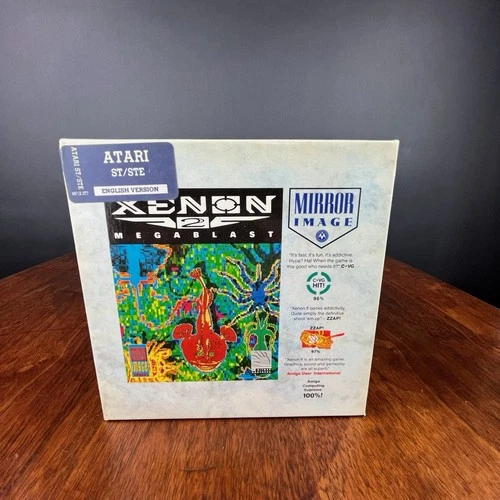 ATARI ST/STE
ATARI
ST/STE
ENGLISH VERSION
XENON
2
MEGABLAST
MIRROR
IMAGE
"It's fast, it's fun, it's addictive.
Hype? Ha! When the game is
this good who needs it?" C+VG
C+VG
HIT!
96%
"Xenon II oozes addictivity.
Quite simply the definitive
shoot 'em up" - ZZAP!
ZZAP!
97%
"Xenon II is an amazing game.
Graphics, sound and gameplay
are all superb"
Amiga User International
Amiga
Computing
Supreme
100%!